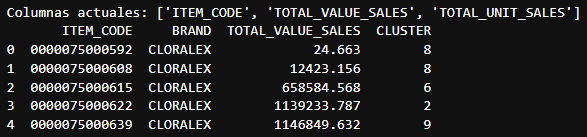 Columnas actuales: ['ITEM_CODE', 'TOTAL_VALUE_SALES', 'TOTAL_UNIT_SALES']
ITEM_CODE BRAND TOTAL_VALUE_SALES CLUSTER
0 0000075000592 CLORALEX 24.663 8
1 0000075000608 CLORALEX 12423.156 8
2 0000075000615 CLORALEX 658584.568 6
3 0000075000622 CLORALEX 1139233.787 2
4 0000075000639 CLORALEX 1146849.632 9